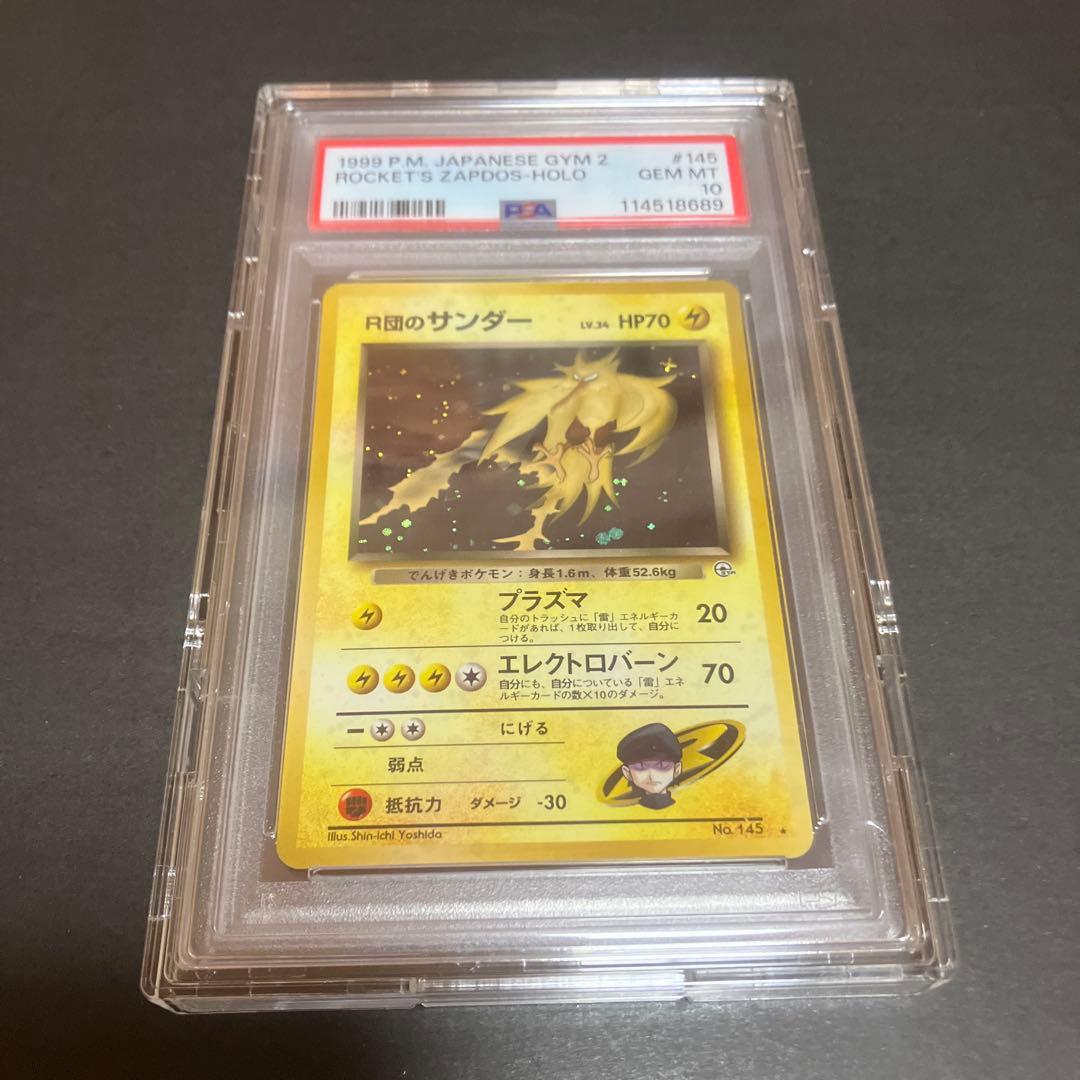 1999 P.M. JAPANESE GYM 2 #145
ROCKET'S ZAPDOS-HOLO GEM MT
10
PSA 114518689
R団のサンダー LV.34 HP70
でんげきポケモン:身長1.6m、体重52.6kg
プラズマ 20
自分のトラッシュに「雷」エネルギーカ
ードがあれば、1枚取り出して、自分に
つける。
エレクトロバーン 70
自分にも、自分についている「雷」エネ
ルギーカードの数×10のダメージ。
にげる
弱点
抵抗力 ダメージ -30
Illus.Shin-ichi Yoshida No. 145 ★